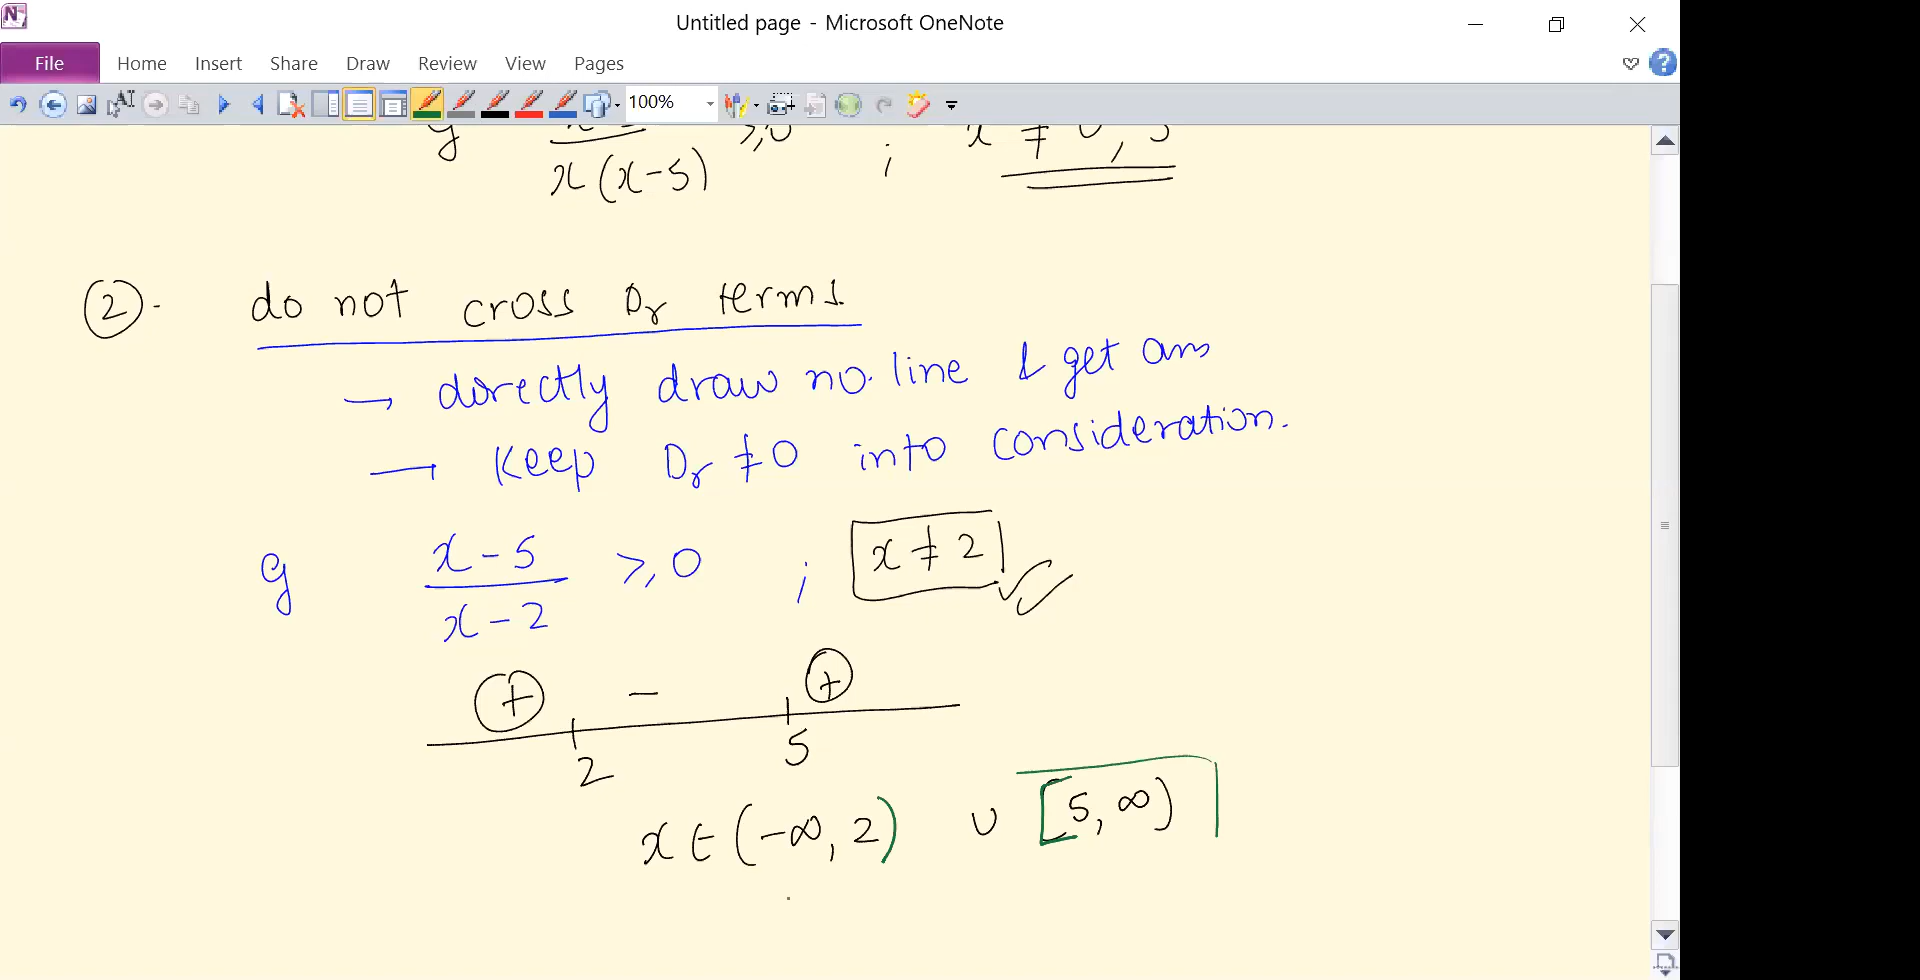 Untitled page - Microsoft OneNote
File Home Insert Share Draw Review View Pages
100%
x(x-5) ≥0 ; x ≠
② - do not cross Dr terms
→ directly draw no. line & get ans
→ Keep Dr ≠ 0 into consideration.
eg x-5 / x-2 ≥ 0 ; x ≠ 2
+ - +
2 5
x ∈ (-∞, 2) ∪ [5, ∞)